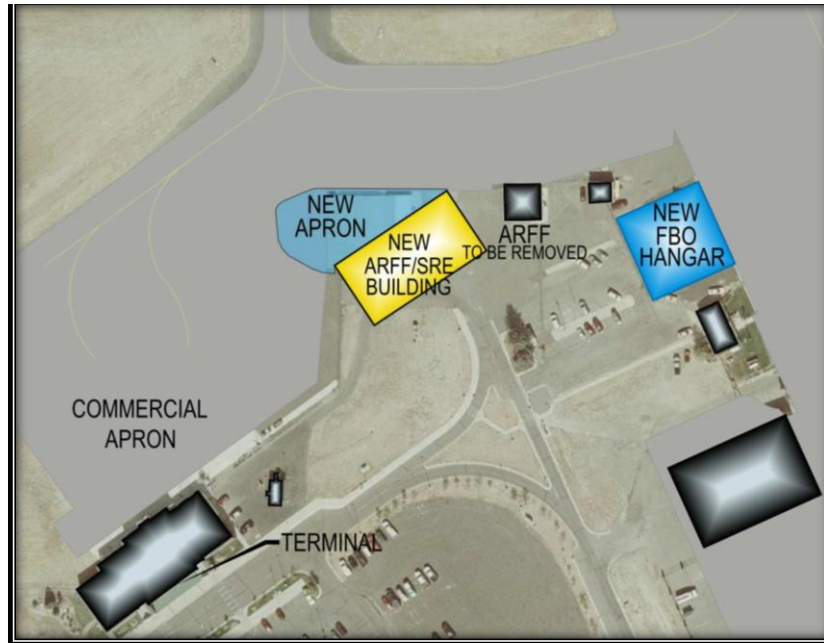 NEW
APRON
NEW
ARFF/SRE
BUILDING
ARFF
TO BE REMOVED
NEW
FBO
HANGAR
COMMERCIAL
APRON
TERMINAL